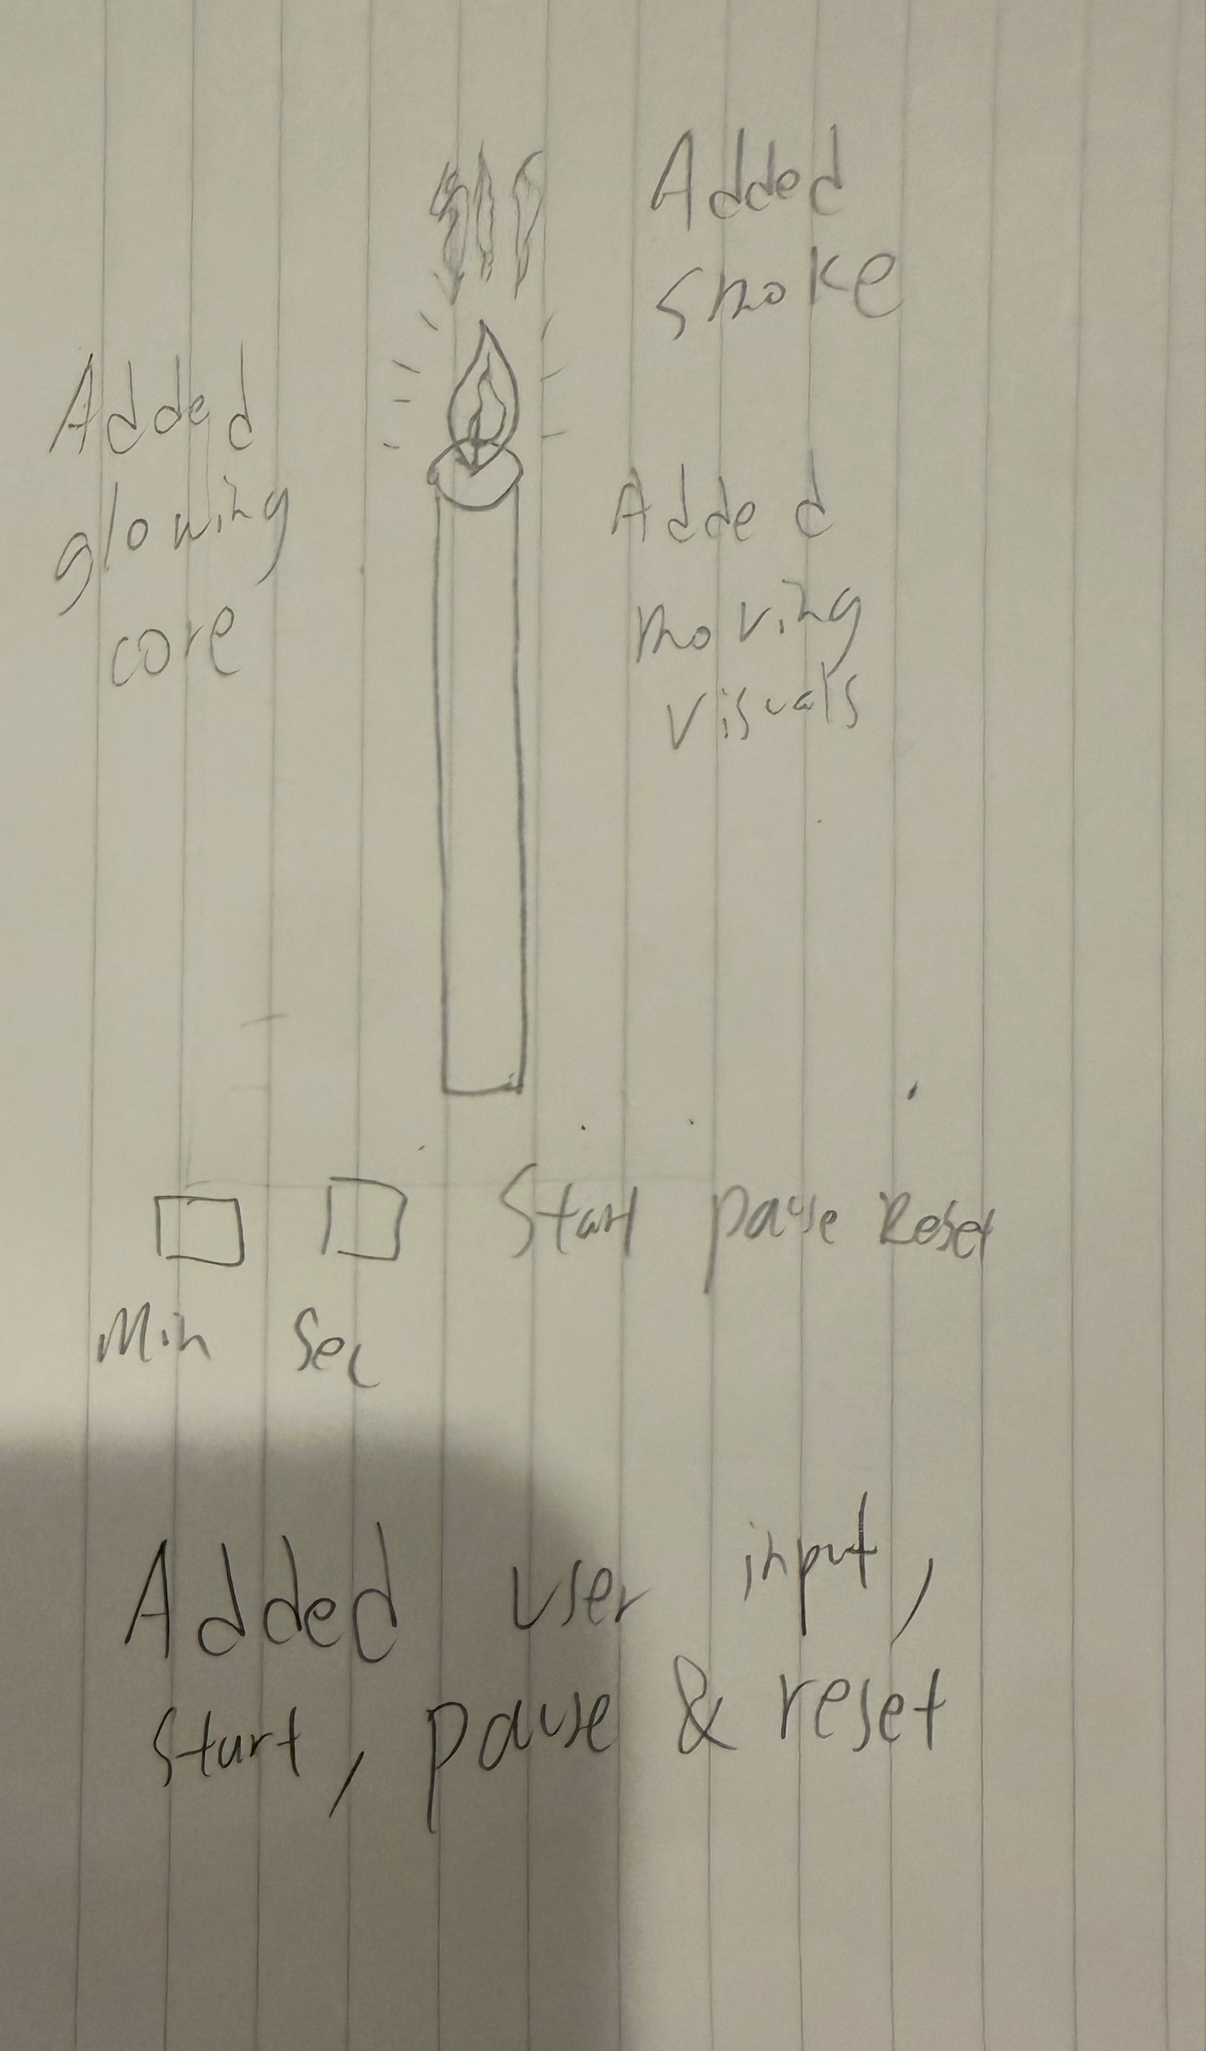 Added
smoke
Added
glowing
core
Added
moving
visuals
Start pause Reset
Min Sec
Added user input,
start, pause & reset